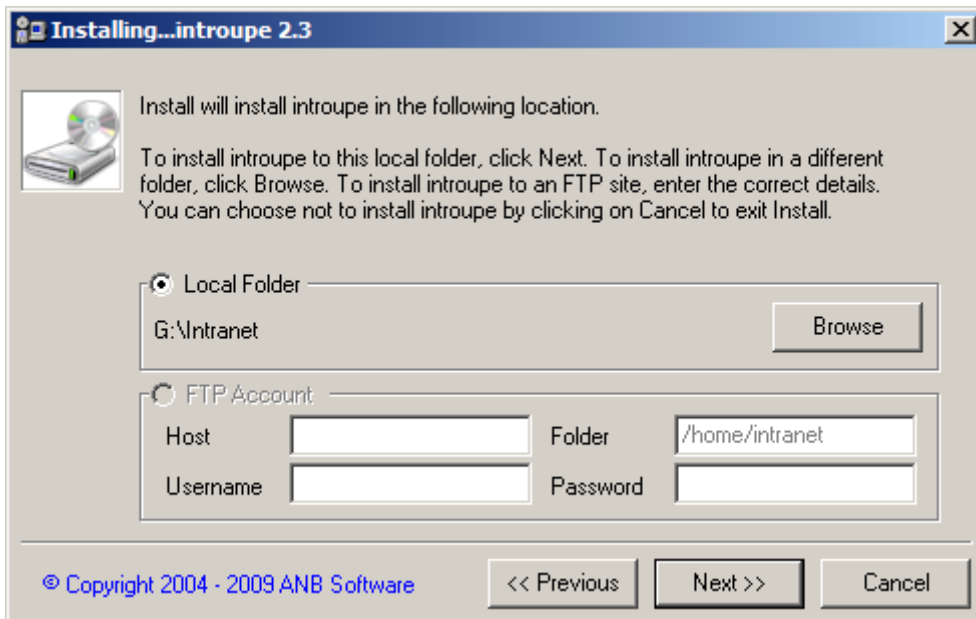 Installing...introupe 2.3
Install will install introupe in the following location.
To install introupe to this local folder, click Next. To install introupe in a different
folder, click Browse. To install introupe to an FTP site, enter the correct details.
You can choose not to install introupe by clicking on Cancel to exit Install.
Local Folder
G:\Intranet
Browse
FTP Account
Host
Folder
/home/intranet
Username
Password
© Copyright 2004 - 2009 ANB Software
<< Previous
Next >>
Cancel